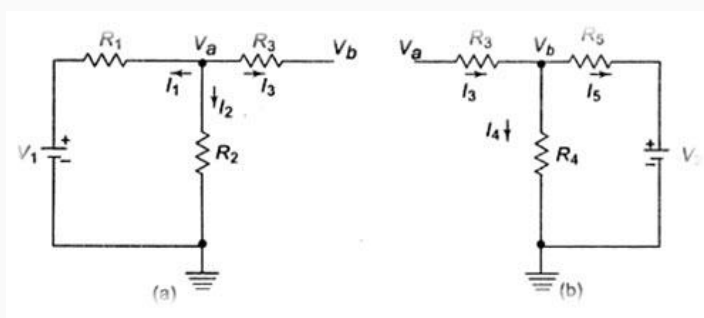 R1 Va R3 Vb
I1 I3
I2
V1 + -
R2
(a)
Va R3 Vb R5
I3 I5
I4
R4
+ -
(b)